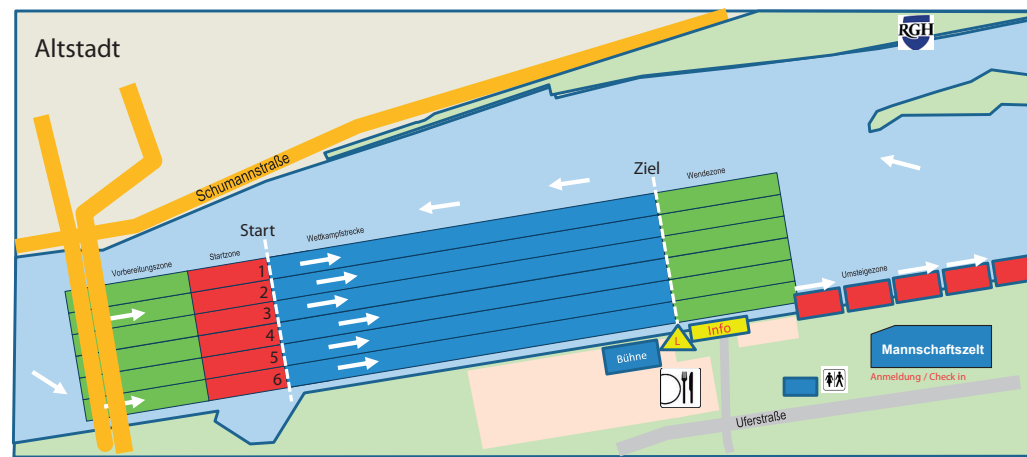 Altstadt
RGH
Schumannstraße
Ziel
Wendezone
Start
Wettkampfstrecke
Startzone
Vorbereitungszone
Umsteigezone
1
2
3
4
5
6
Info
L
Bühne
Mannschaftszelt
Anmeldung / Check in
Uferstraße